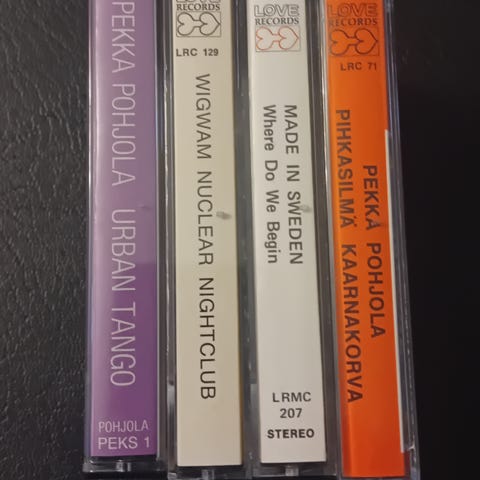 PEKKA POHJOLA URBAN TANGO
POHJOLA
PEKS 1
LOVE
RECORDS
LRC 129
WIGWAM NUCLEAR NIGHTCLUB
LOVE
RECORDS
MADE IN SWEDEN
Where Do We Begin
LRMC
207
STEREO
LOVE
RECORDS
LRC 71
PEKKA POHJOLA
PIHKASILMÄ KAARNAKORVA